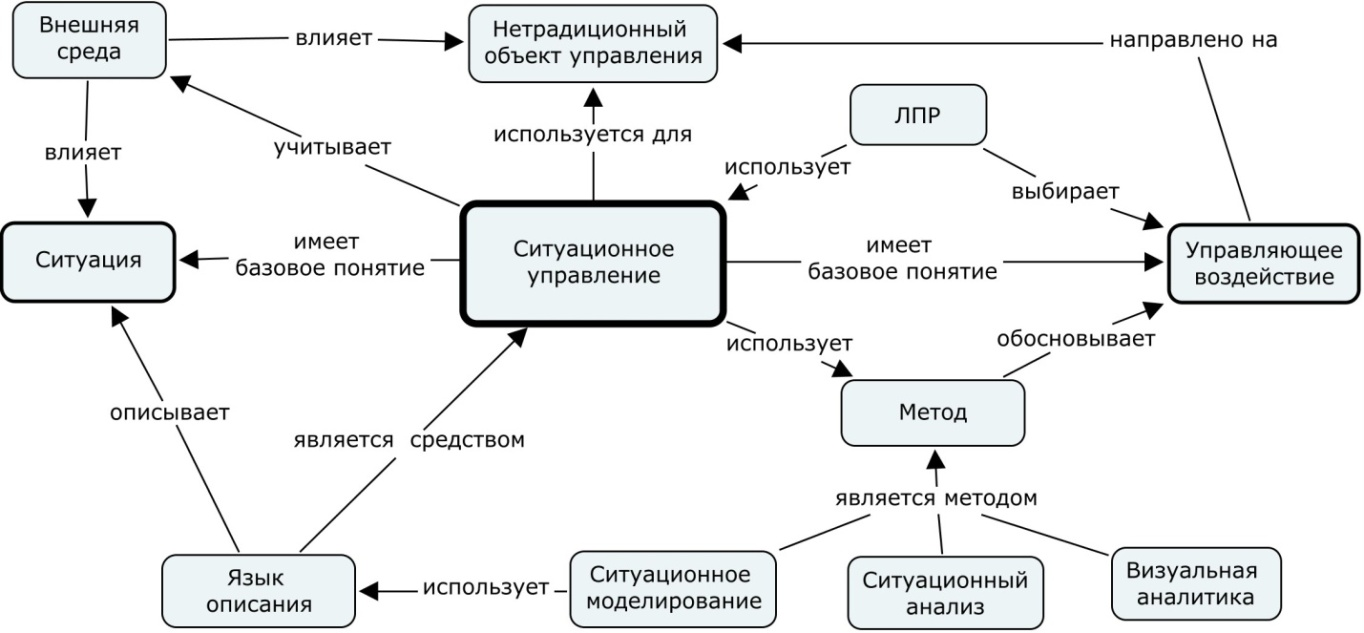 Внешняя
среда
влияет
Нетрадиционный
объект управления
направлено на
ЛПР
используется для
влияет
учитывает
использует
выбирает
Ситуация
имеет
базовое понятие
Ситуационное
управление
имеет
базовое понятие
Управляющее
воздействие
использует
обосновывает
описывает
является средством
Метод
является методом
Язык
описания
использует
Ситуационное
моделирование
Ситуационный
анализ
Визуальная
аналитика